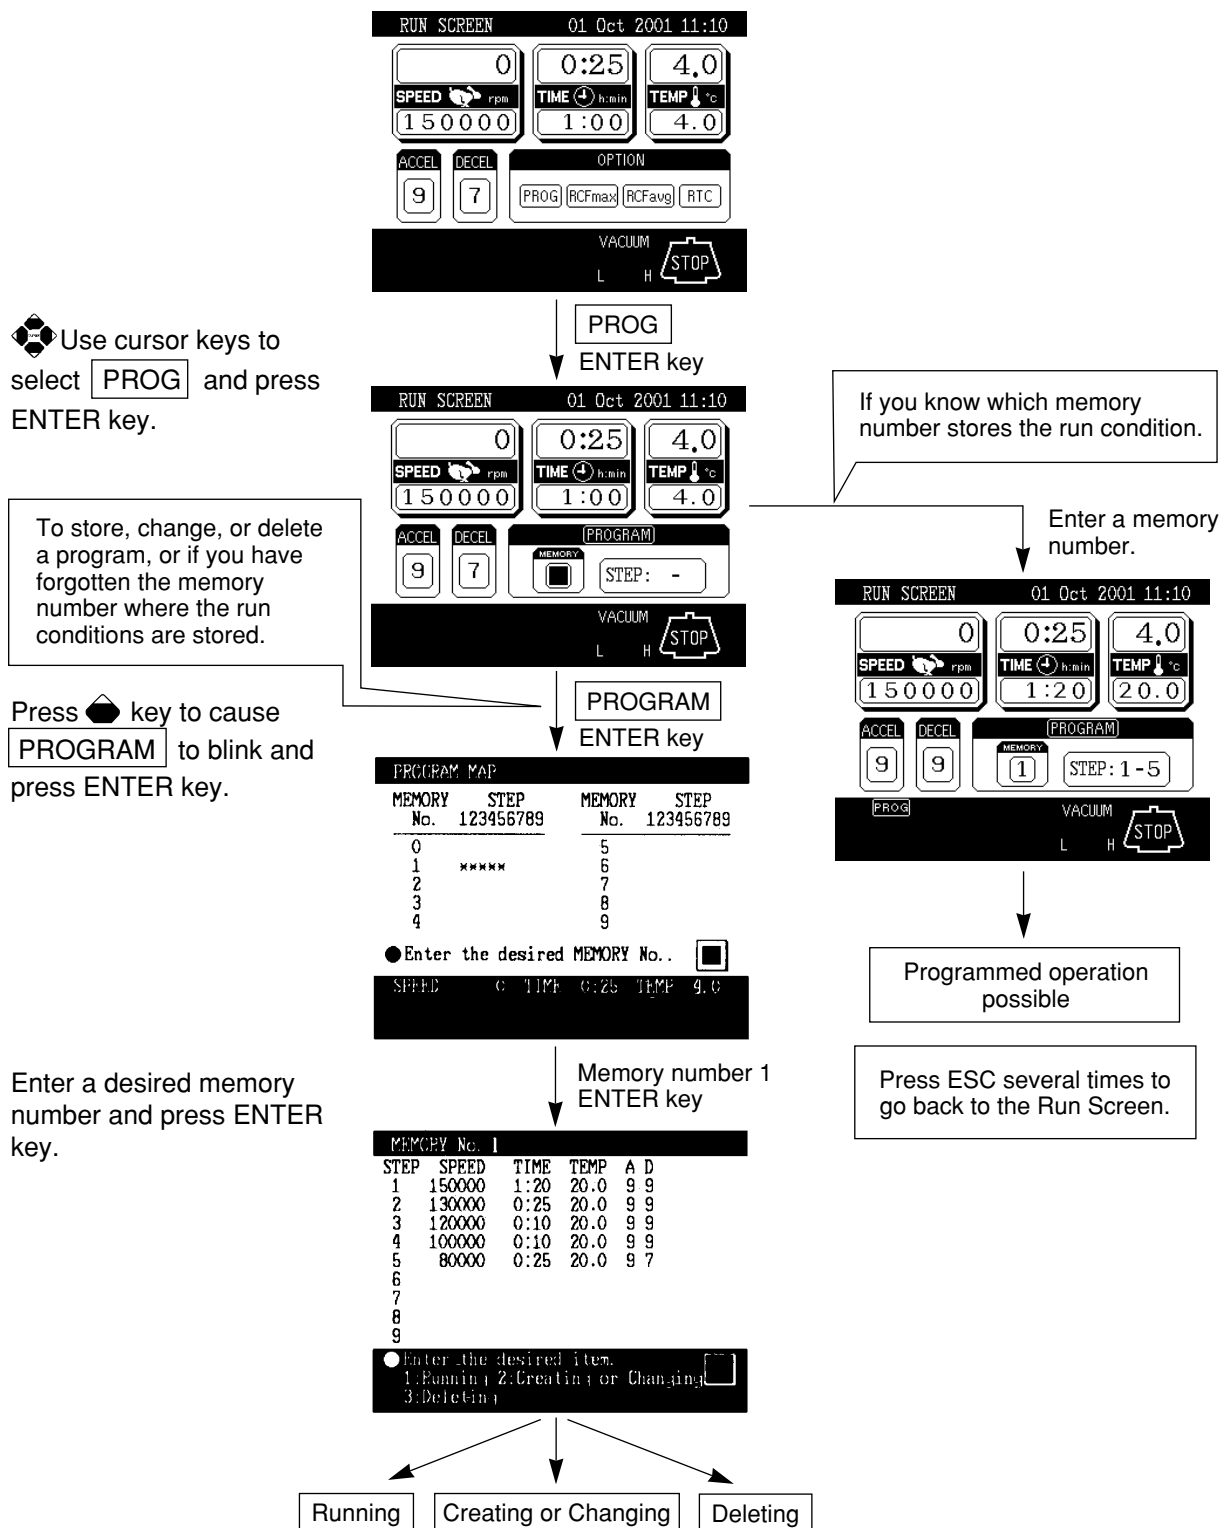 RUN SCREEN 01 Oct 2001 11:10
0 0:25 4.0
SPEED rpm TIME h:min TEMP °C
150000 1:00 4.0
ACCEL DECEL OPTION
9 7 PROG RCFmax RCFavg RTC
VACUUM
L H STOP
PROG
ENTER key
Use cursor keys to
select PROG and press
ENTER key.
RUN SCREEN 01 Oct 2001 11:10
0 0:25 4.0
SPEED rpm TIME h:min TEMP °C
150000 1:00 4.0
ACCEL DECEL PROGRAM
MEMORY
9 7 STEP: -
VACUUM
L H STOP
If you know which memory
number stores the run condition.
To store, change, or delete
a program, or if you have
forgotten the memory
number where the run
conditions are stored.
Enter a memory
number.
RUN SCREEN 01 Oct 2001 11:10
0 0:25 4.0
SPEED rpm TIME h:min TEMP °C
150000 1:20 20.0
ACCEL DECEL PROGRAM
MEMORY
9 9 1 STEP: 1-5
PROG VACUUM
L H STOP
Programmed operation
possible
Press ESC several times to
go back to the Run Screen.
Press key to cause
PROGRAM to blink and
press ENTER key.
PROGRAM
ENTER key
PROGRAM MAP
MEMORY STEP MEMORY STEP
No. 123456789 No. 123456789
0 5
1 ***** 6
2 7
3 8
4 9
●Enter the desired MEMORY No..
SPEED 0 TIME 0:25 TEMP 4.0
Enter a desired memory
number and press ENTER
key.
Memory number 1
ENTER key
MEMORY No. 1
STEP SPEED TIME TEMP A D
1 150000 1:20 20.0 9 9
2 130000 0:25 20.0 9 9
3 120000 0:10 20.0 9 9
4 100000 0:10 20.0 9 9
5 80000 0:25 20.0 9 7
6
7
8
9
●Enter the desired item.
1:Running 2:Creating or Changing
3:Deleting
Running Creating or Changing Deleting